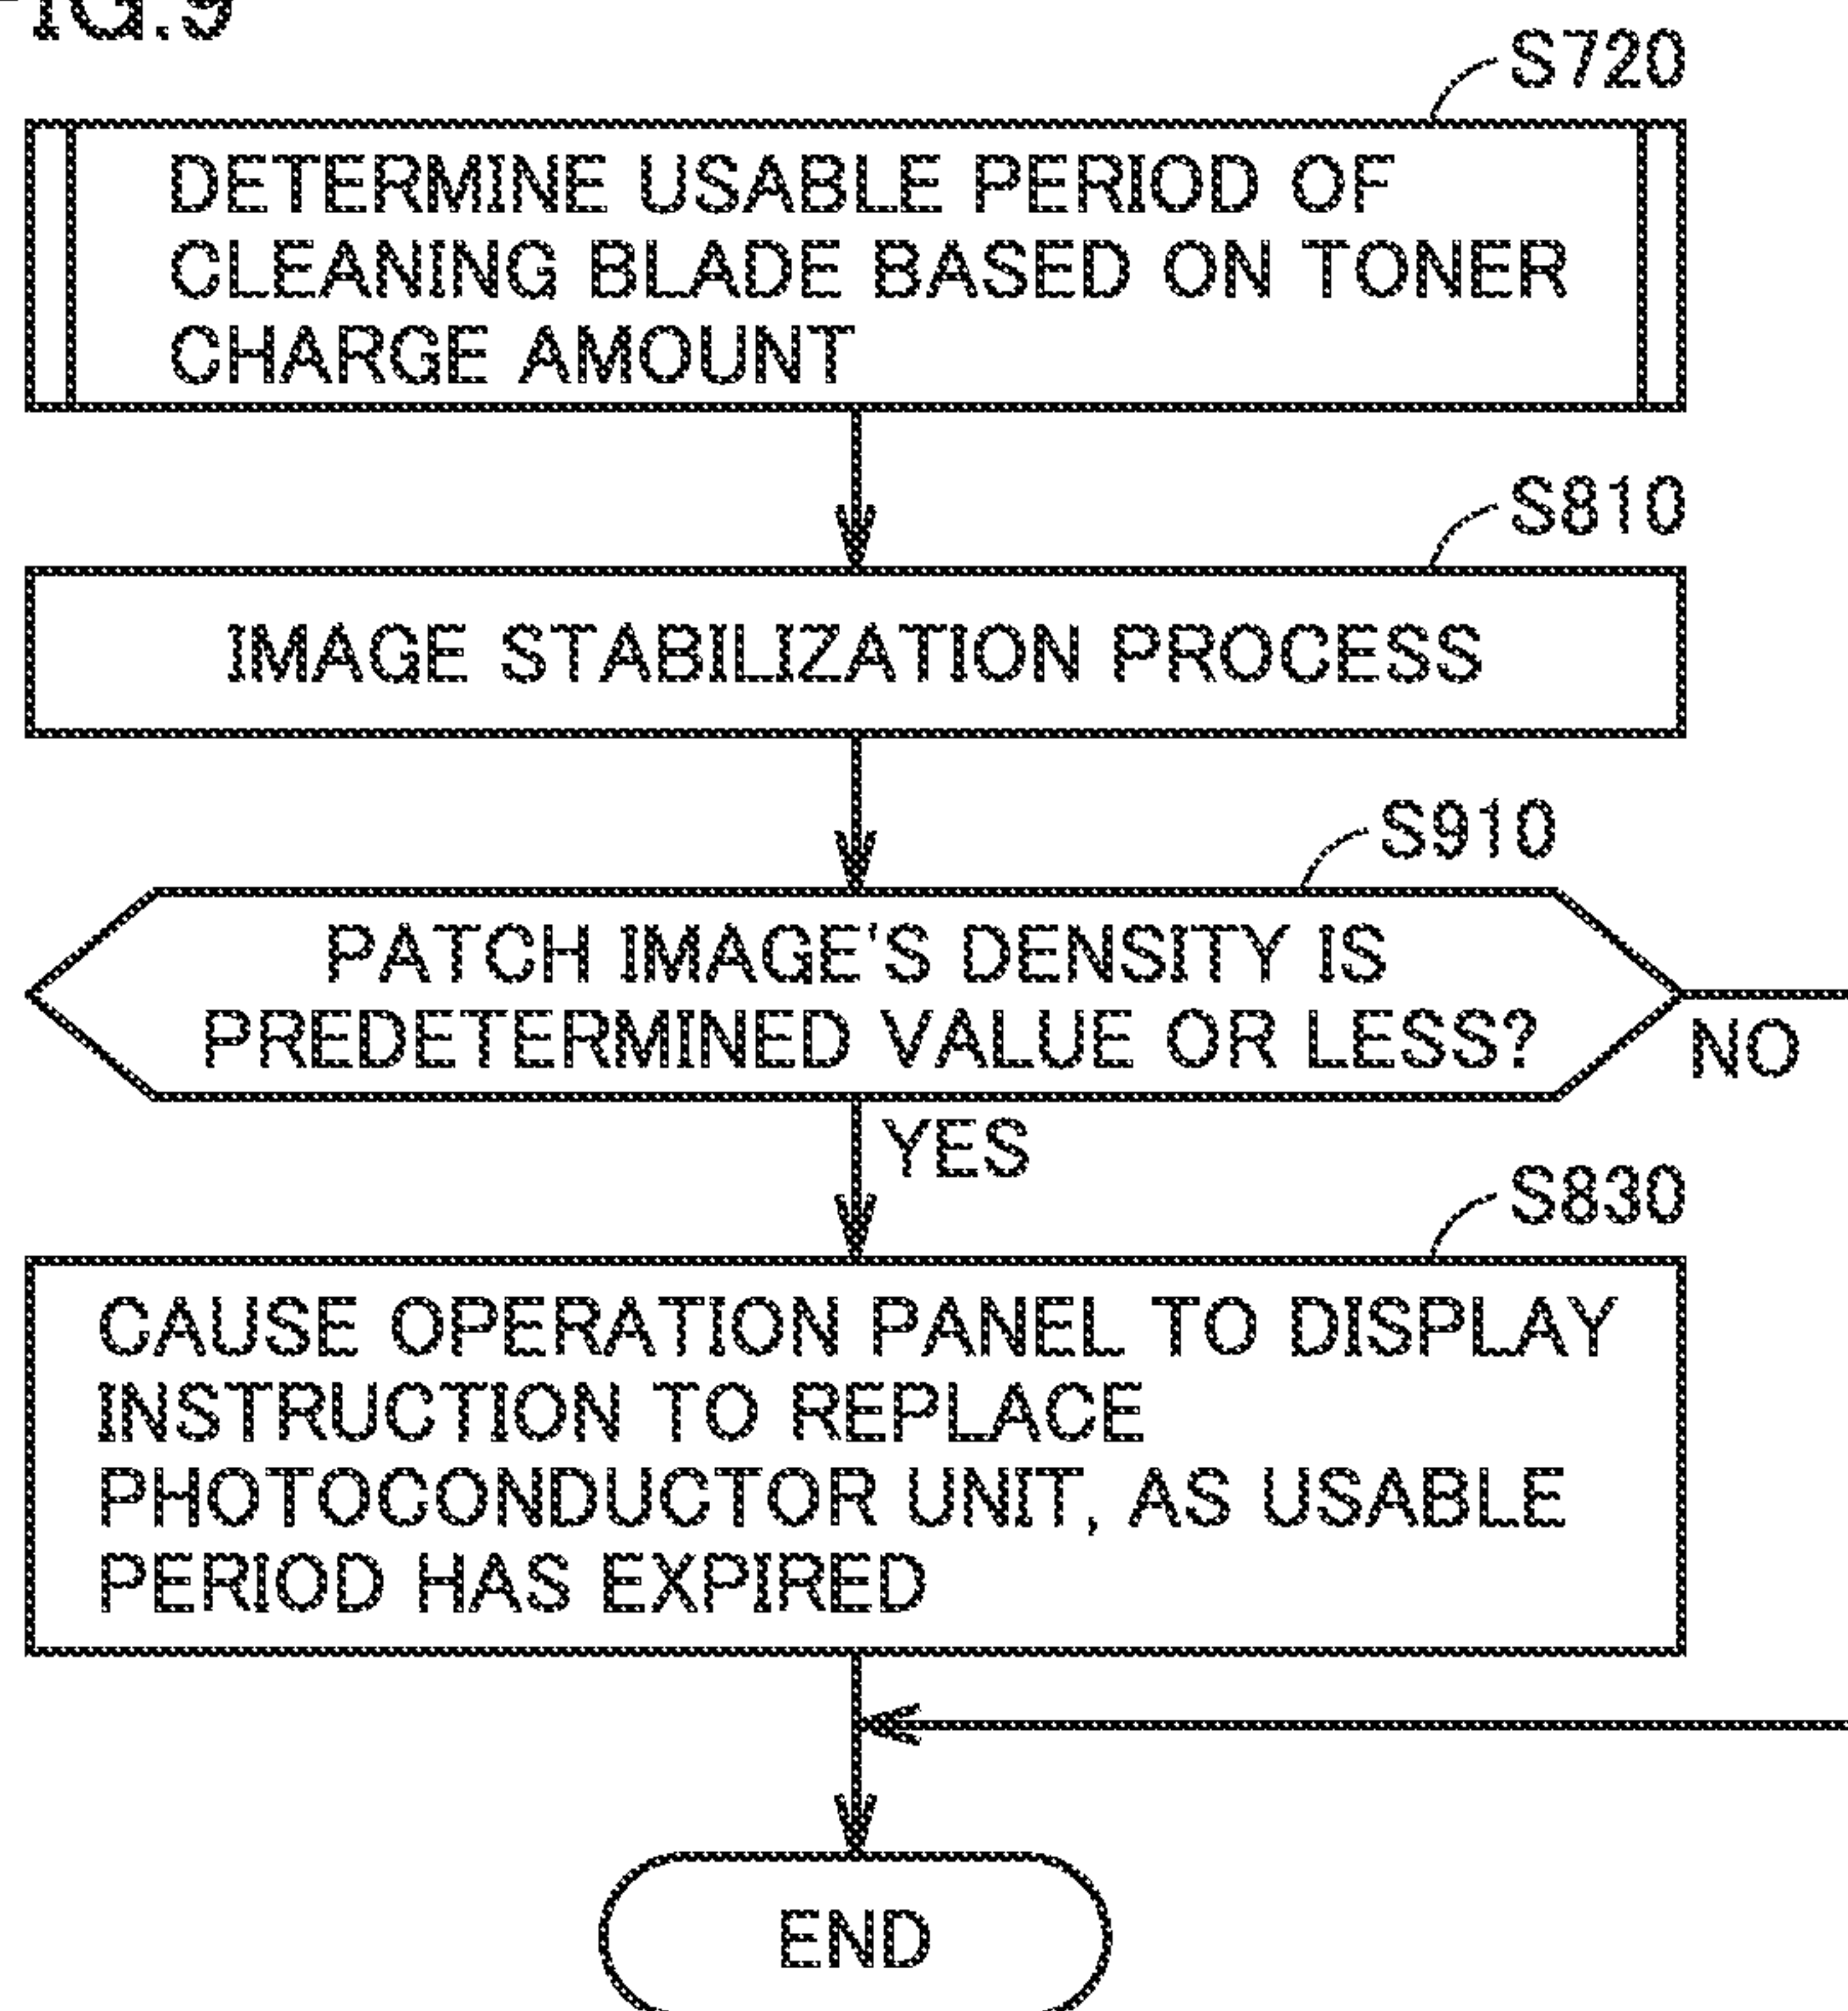 FIG.9
S720
DETERMINE USABLE PERIOD OF
CLEANING BLADE BASED ON TONER
CHARGE AMOUNT
S810
IMAGE STABILIZATION PROCESS
S910
PATCH IMAGE'S DENSITY IS
PREDETERMINED VALUE OR LESS?
NO
YES
S830
CAUSE OPERATION PANEL TO DISPLAY
INSTRUCTION TO REPLACE
PHOTOCONDUCTOR UNIT, AS USABLE
PERIOD HAS EXPIRED
END